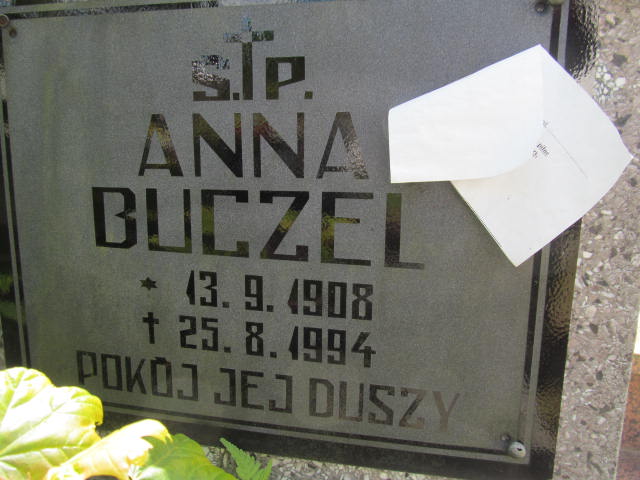 Ś.†P.
ANNA
BUCZEL
* 13.9.1908
† 25.8.1994
POKÓJ JEJ DUSZY